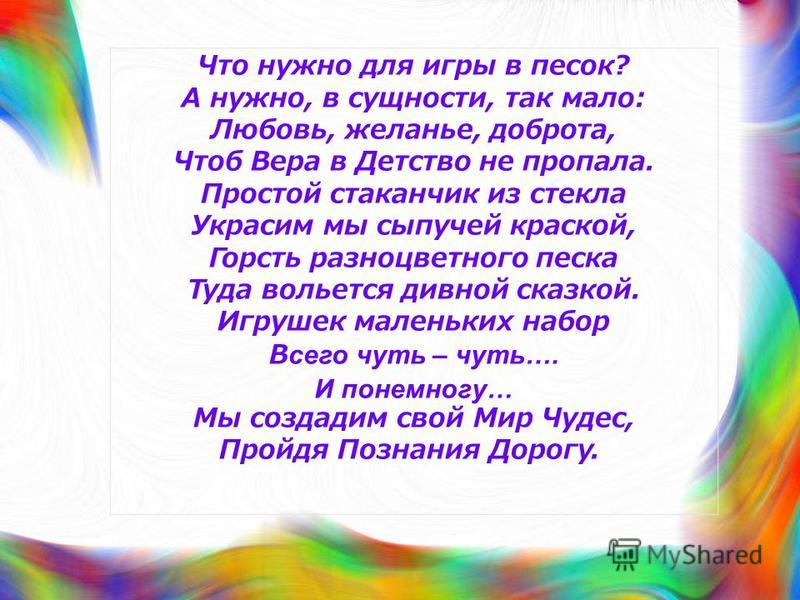 Что нужно для игры в песок?
А нужно, в сущности, так мало:
Любовь, желанье, доброта,
Чтоб Вера в Детство не пропала.
Простой стаканчик из стекла
Украсим мы сыпучей краской,
Горсть разноцветного песка
Туда вольется дивной сказкой.
Игрушек маленьких набор
Всего чуть – чуть….
И понемногу…
Мы создадим свой Мир Чудес,
Пройдя Познания Дорогу.
MyShared